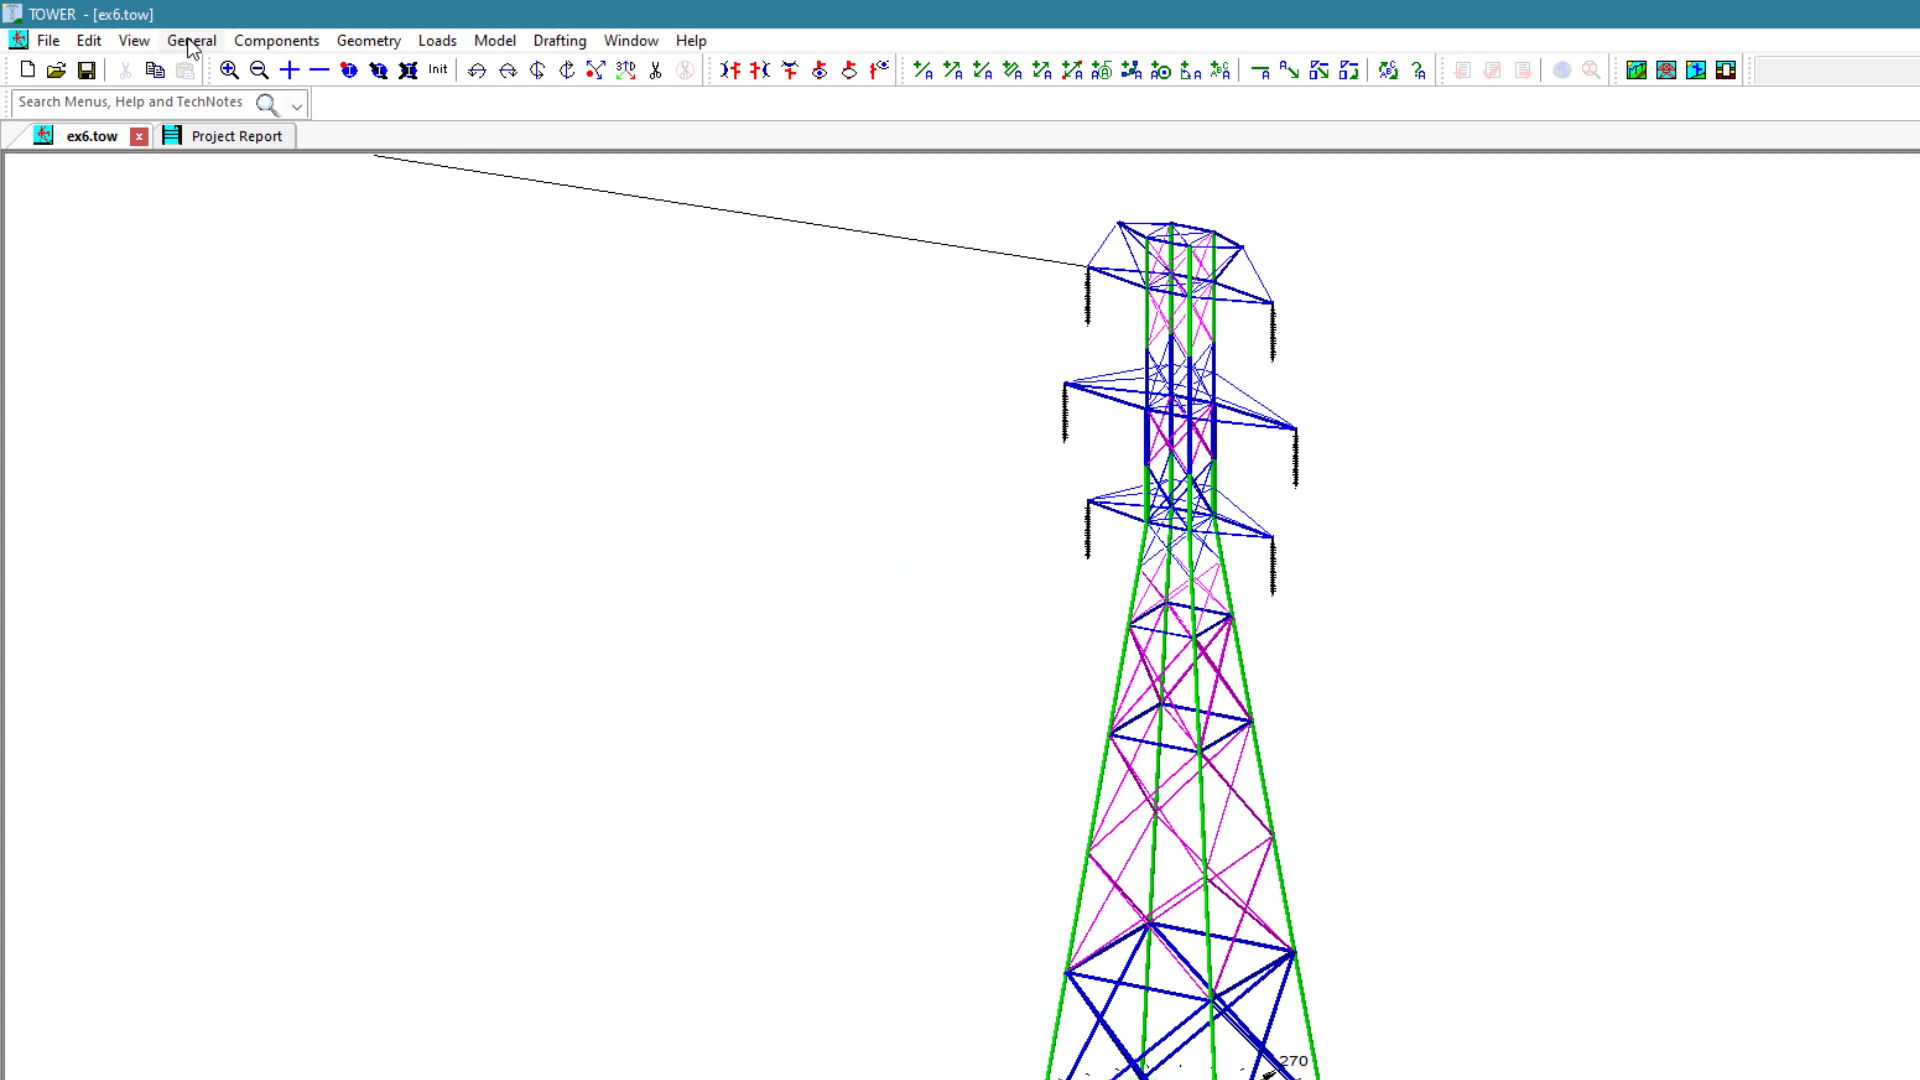 TOWER - [ex6.tow]
File Edit View General Components Geometry Loads Model Drafting Window Help
Init
Search Menus, Help and TechNotes
ex6.tow x Project Report
270